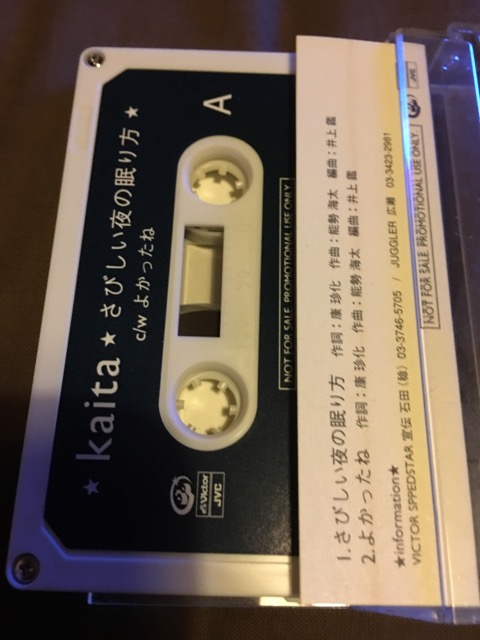 ★ kaita ★ さびしい夜の眠り方 ★
c/w よかったね
A
NOT FOR SALE PROMOTIONAL USE ONLY
Victor
JVC
1. さびしい夜の眠り方 作詞：康 珍化 作曲：能勢 海太 編曲：井上 鑑
2. よかったね 作詞：康 珍化 作曲：能勢 海太 編曲：井上 鑑
★information★
VICTOR SPPEDSTAR 宣伝 石田（稔） 03-3746-5705 / JUGGLER 広瀬 03-3423-2981
NOT FOR SALE PROMOTIONAL USE ONLY
JVC